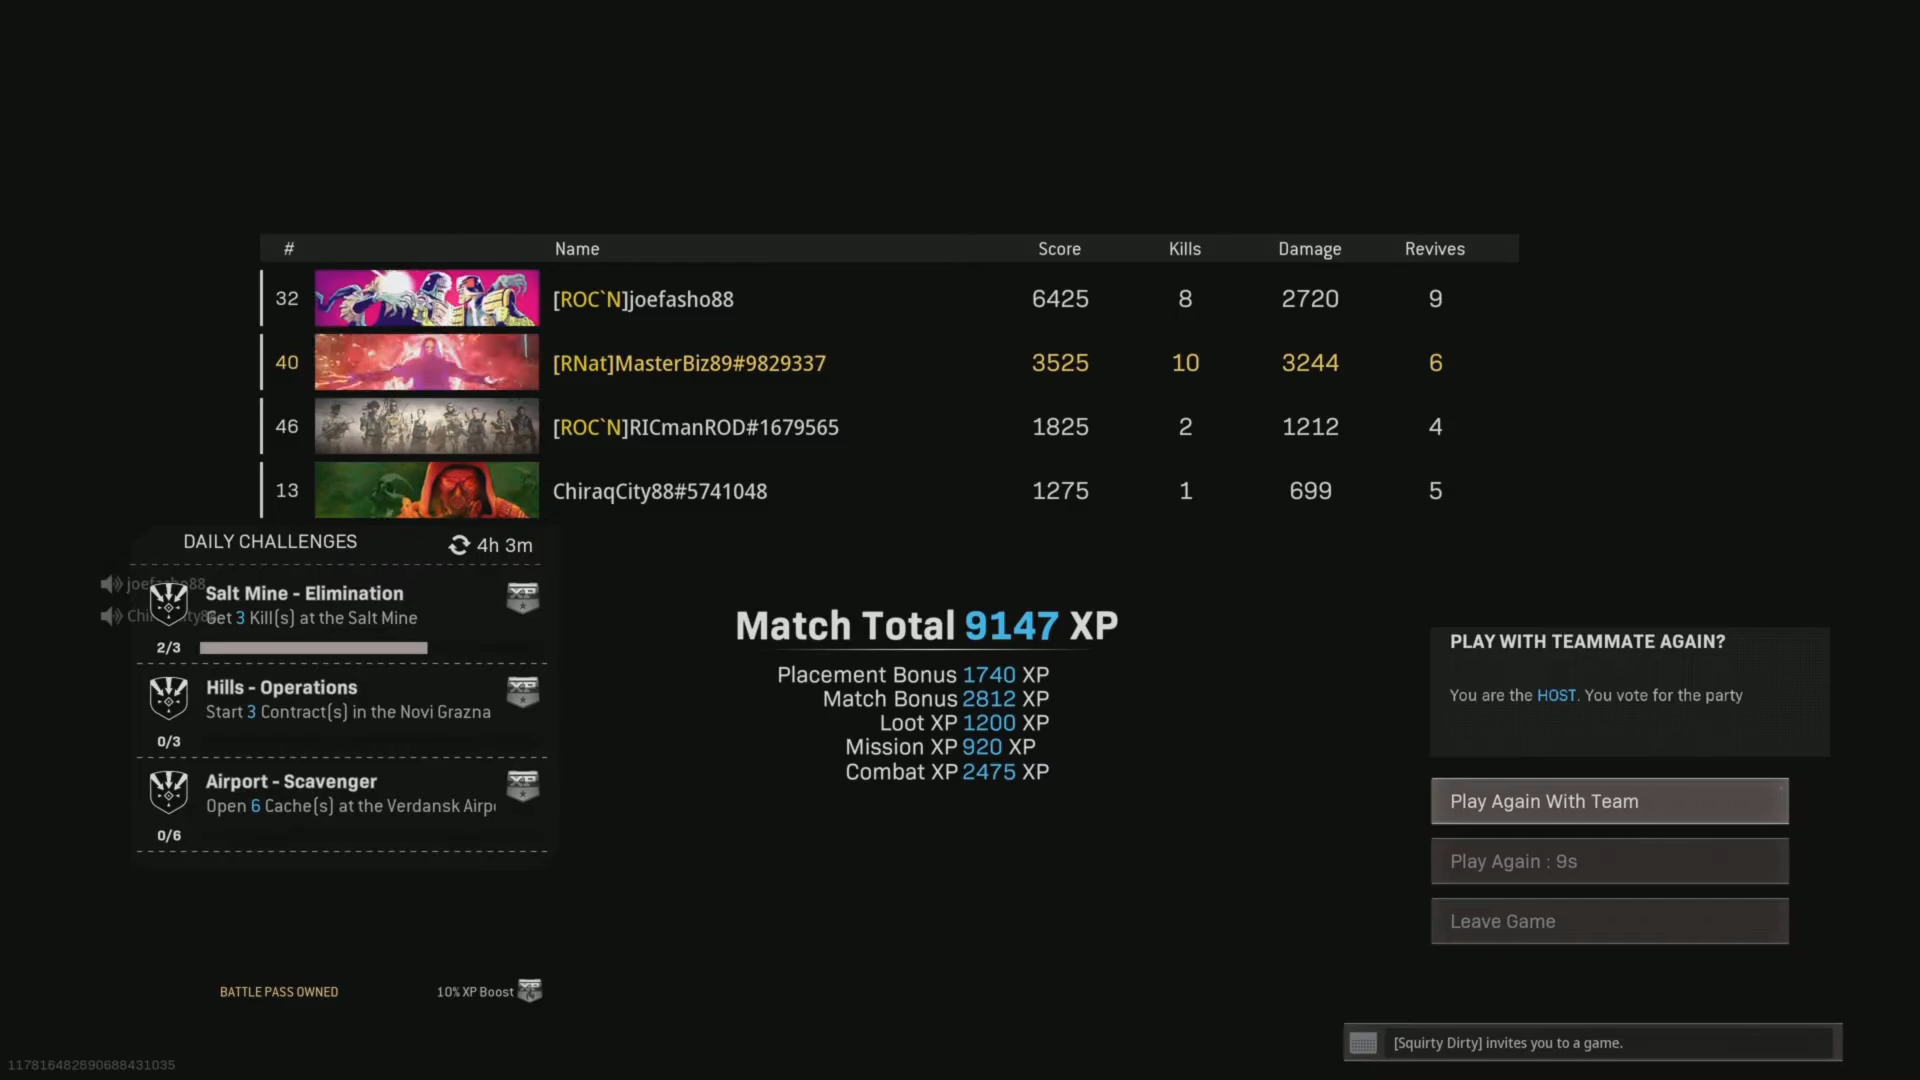 # Name Score Kills Damage Revives
32 [ROC`N]joefasho88 6425 8 2720 9
40 [RNat]MasterBiz89#9829337 3525 10 3244 6
46 [ROC`N]RICmanROD#1679565 1825 2 1212 4
13 ChiraqCity88#5741048 1275 1 699 5
DAILY CHALLENGES 4h 3m
Salt Mine - Elimination XP
Get 3 Kill(s) at the Salt Mine
2/3
Hills - Operations XP
Start 3 Contract(s) in the Novi Grazna
0/3
Airport - Scavenger XP
Open 6 Cache(s) at the Verdansk Airp
0/6
BATTLE PASS OWNED 10% XP Boost XP
Match Total 9147 XP
Placement Bonus 1740 XP
Match Bonus 2812 XP
Loot XP 1200 XP
Mission XP 920 XP
Combat XP 2475 XP
PLAY WITH TEAMMATE AGAIN?
You are the HOST. You vote for the party
Play Again With Team
Play Again : 9s
Leave Game
[Squirty Dirty] invites you to a game.
117816482890688431035